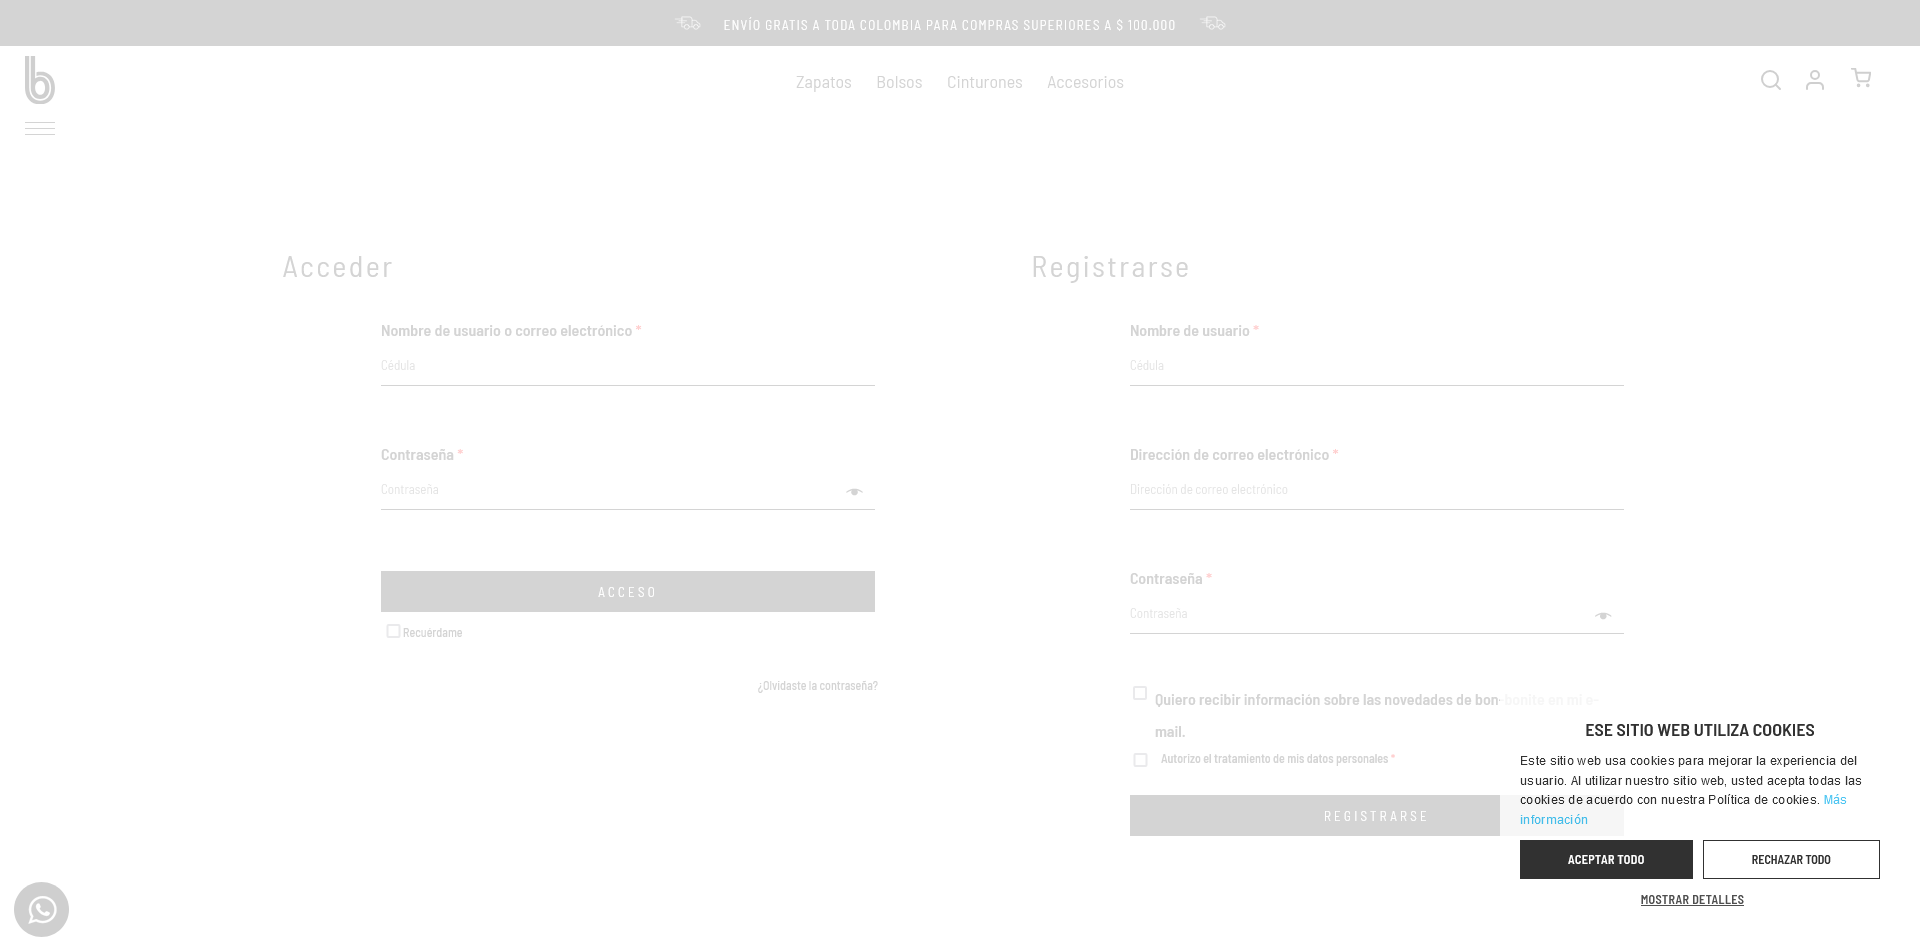 ENVÍO GRATIS A TODA COLOMBIA PARA COMPRAS SUPERIORES A $ 100.000
b
Zapatos Bolsos Cinturones Accesorios
Acceder
Nombre de usuario o correo electrónico *
Cédula
Contraseña *
Contraseña
ACCESO
Recuérdame
¿Olvidaste la contraseña?
Registrarse
Nombre de usuario *
Cédula
Dirección de correo electrónico *
Dirección de correo electrónico
Contraseña *
Contraseña
Quiero recibir información sobre las novedades de bon-bonite en mi e-
mail.
Autorizo el tratamiento de mis datos personales *
REGISTRARSE
ESE SITIO WEB UTILIZA COOKIES
Este sitio web usa cookies para mejorar la experiencia del
usuario. Al utilizar nuestro sitio web, usted acepta todas las
cookies de acuerdo con nuestra Política de cookies. Más
información
ACEPTAR TODO
RECHAZAR TODO
MOSTRAR DETALLES